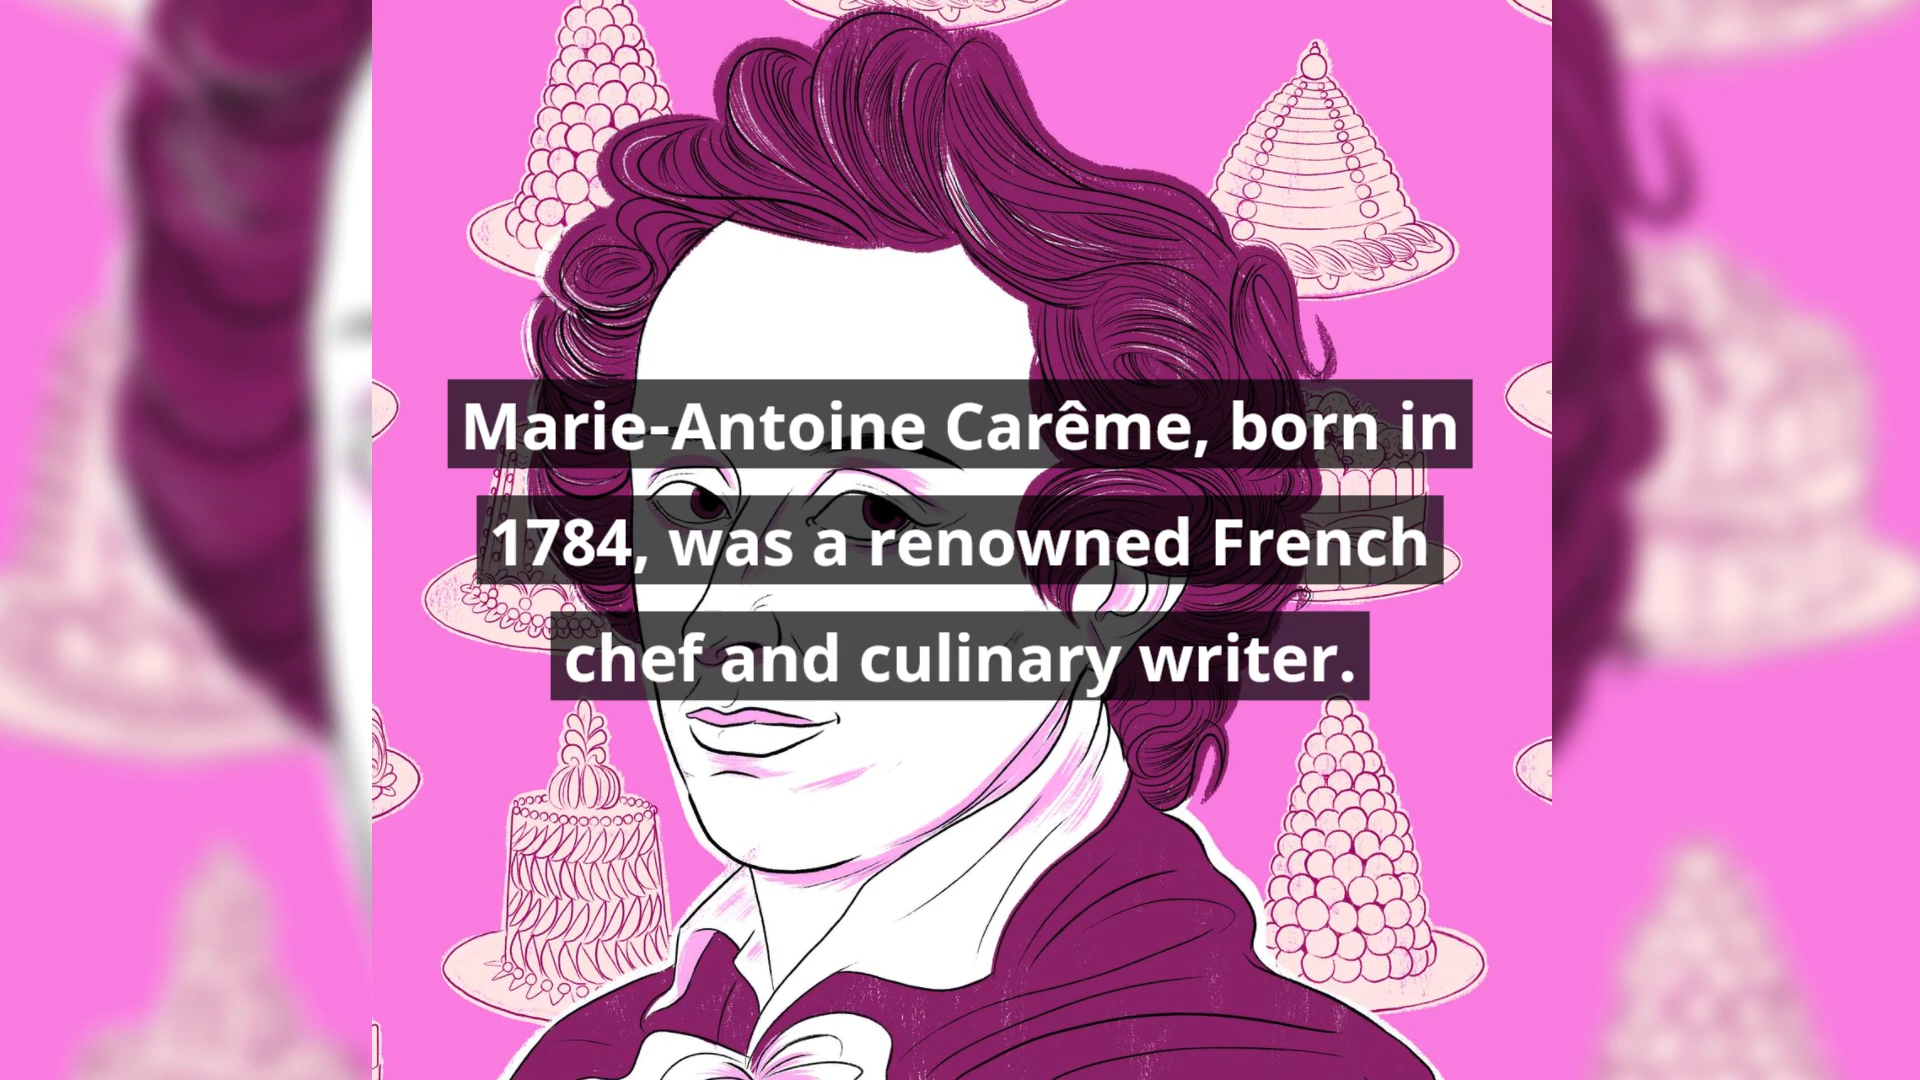 Marie-Antoine Carême, born in
1784, was a renowned French
chef and culinary writer.